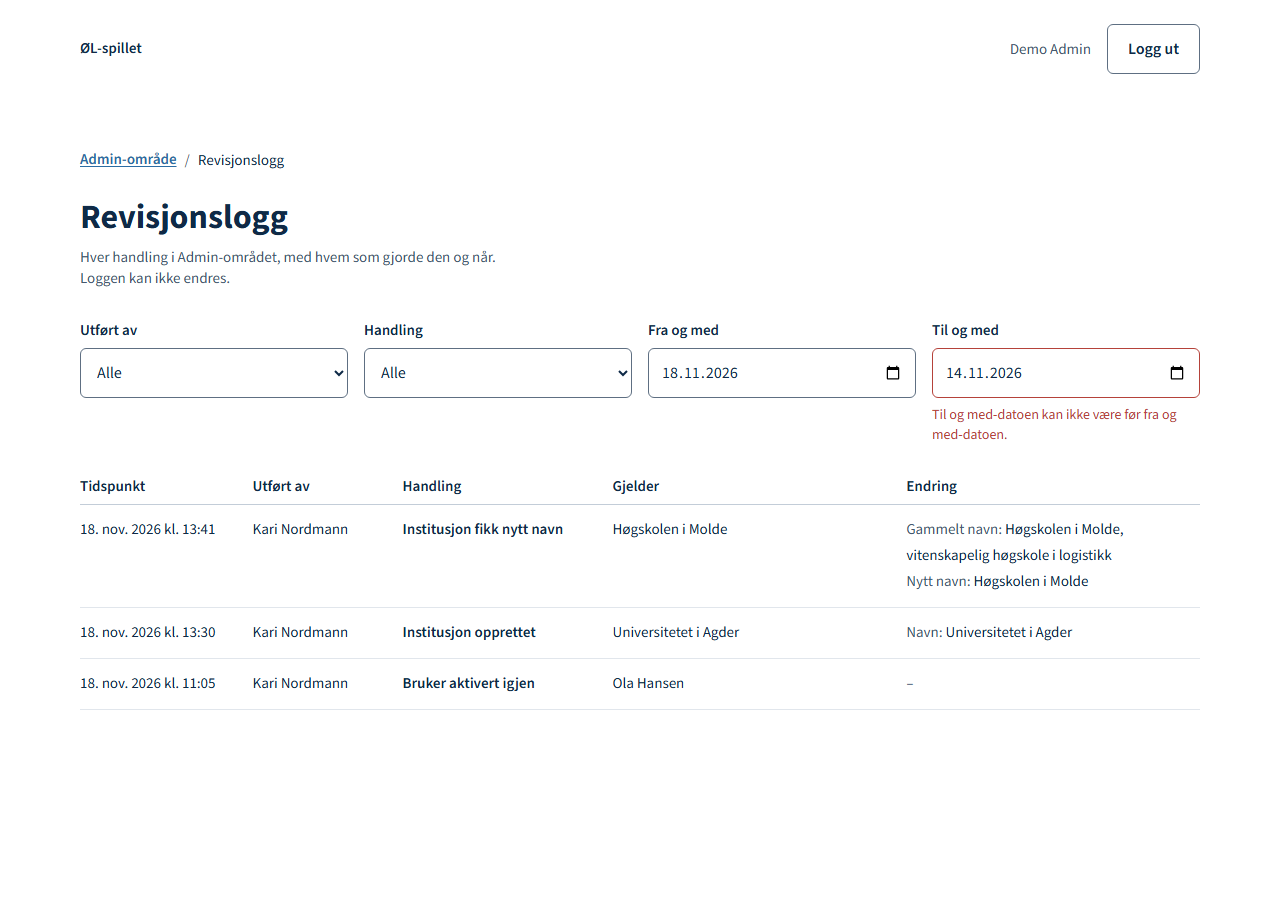 ØL-spillet
Demo Admin
Logg ut
Admin-område / Revisjonslogg
Revisjonslogg
Hver handling i Admin-området, med hvem som gjorde den og når.
Loggen kan ikke endres.
Utført av
Handling
Fra og med
Til og med
Alle
Alle
18.11.2026
14.11.2026
Til og med-datoen kan ikke være før fra og
med-datoen.
Tidspunkt Utført av Handling Gjelder Endring
18. nov. 2026 kl. 13:41 Kari Nordmann Institusjon fikk nytt navn Høgskolen i Molde Gammelt navn: Høgskolen i Molde,
vitenskapelig høgskole i logistikk
Nytt navn: Høgskolen i Molde
18. nov. 2026 kl. 13:30 Kari Nordmann Institusjon opprettet Universitetet i Agder Navn: Universitetet i Agder
18. nov. 2026 kl. 11:05 Kari Nordmann Bruker aktivert igjen Ola Hansen –